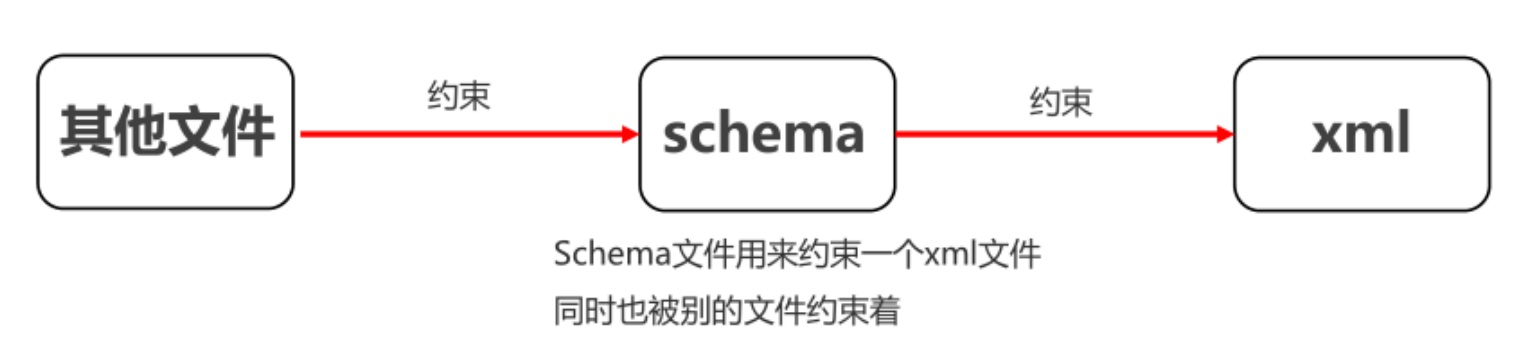 其他文件
约束
schema
约束
xml
Schema文件用来约束一个xml文件
同时也被别的文件约束着